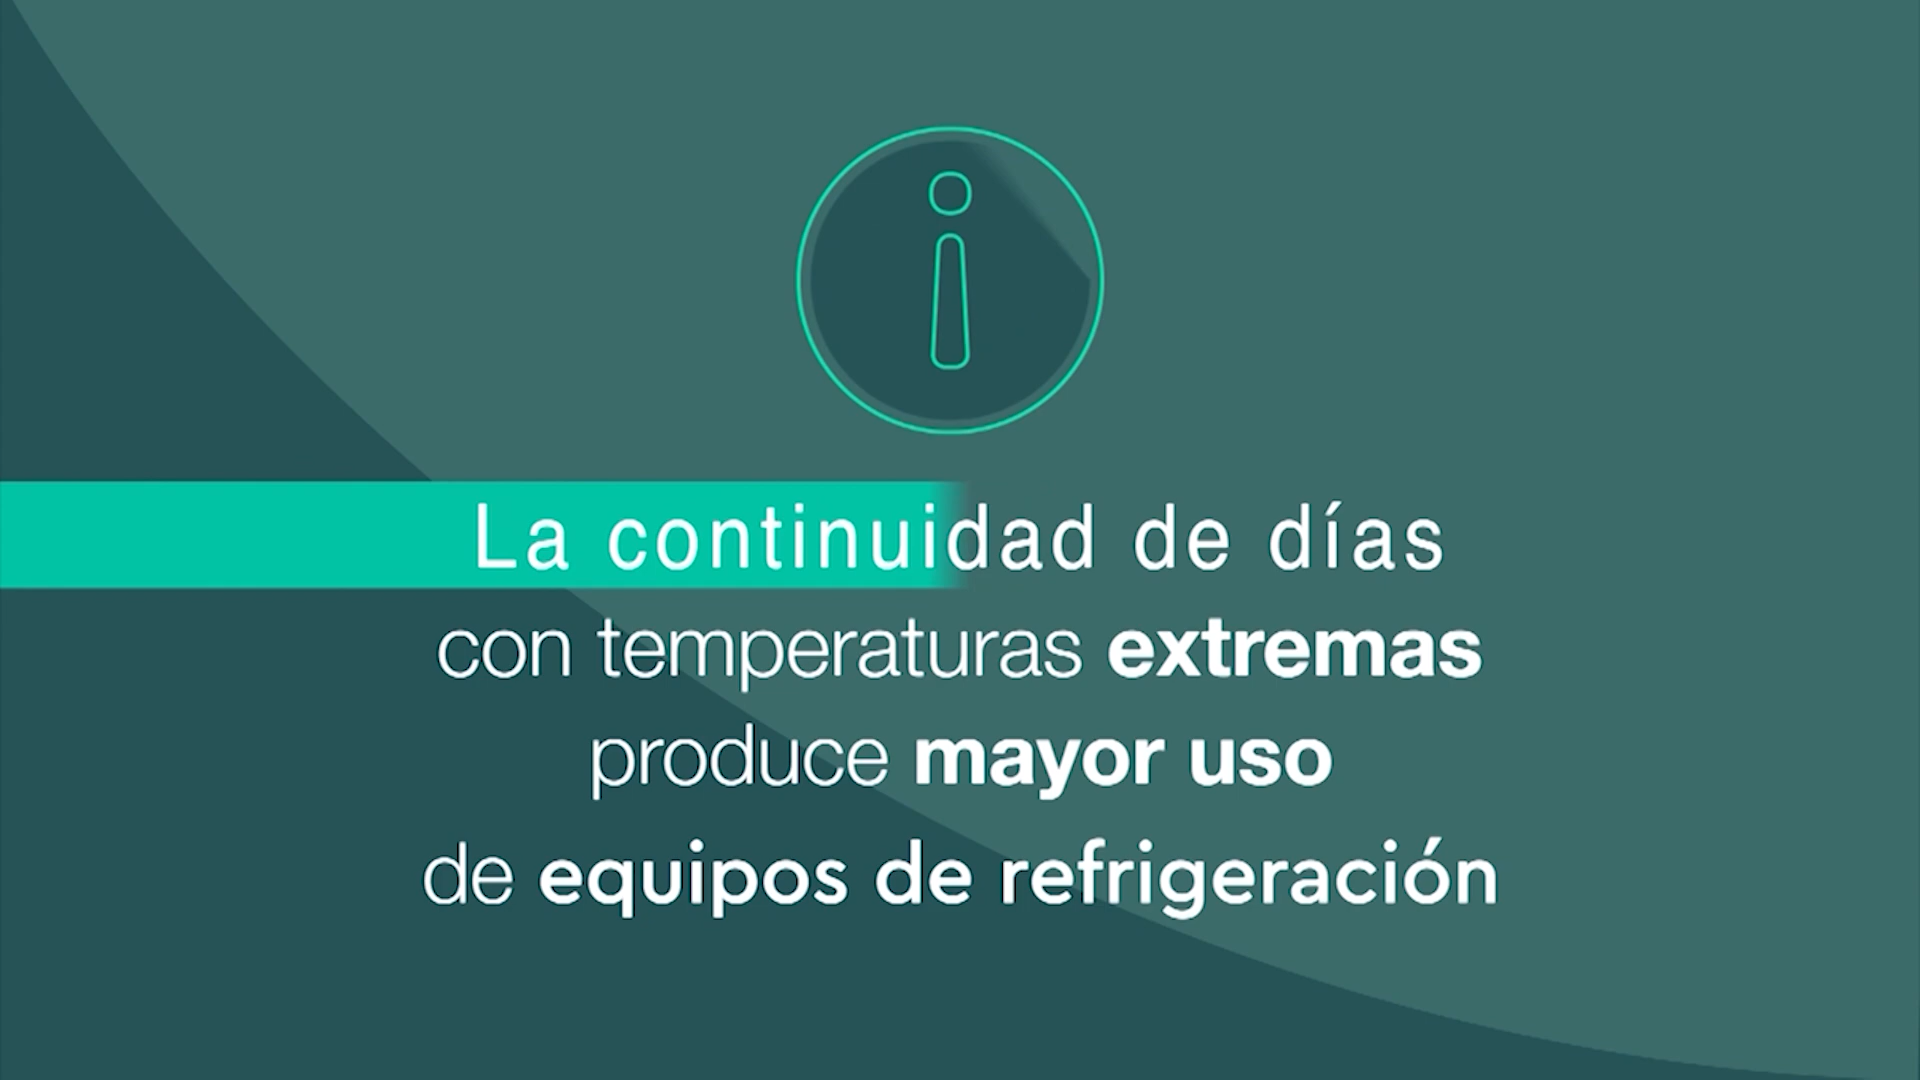 La continuidad de días
con temperaturas extremas
produce mayor uso
de equipos de refrigeración